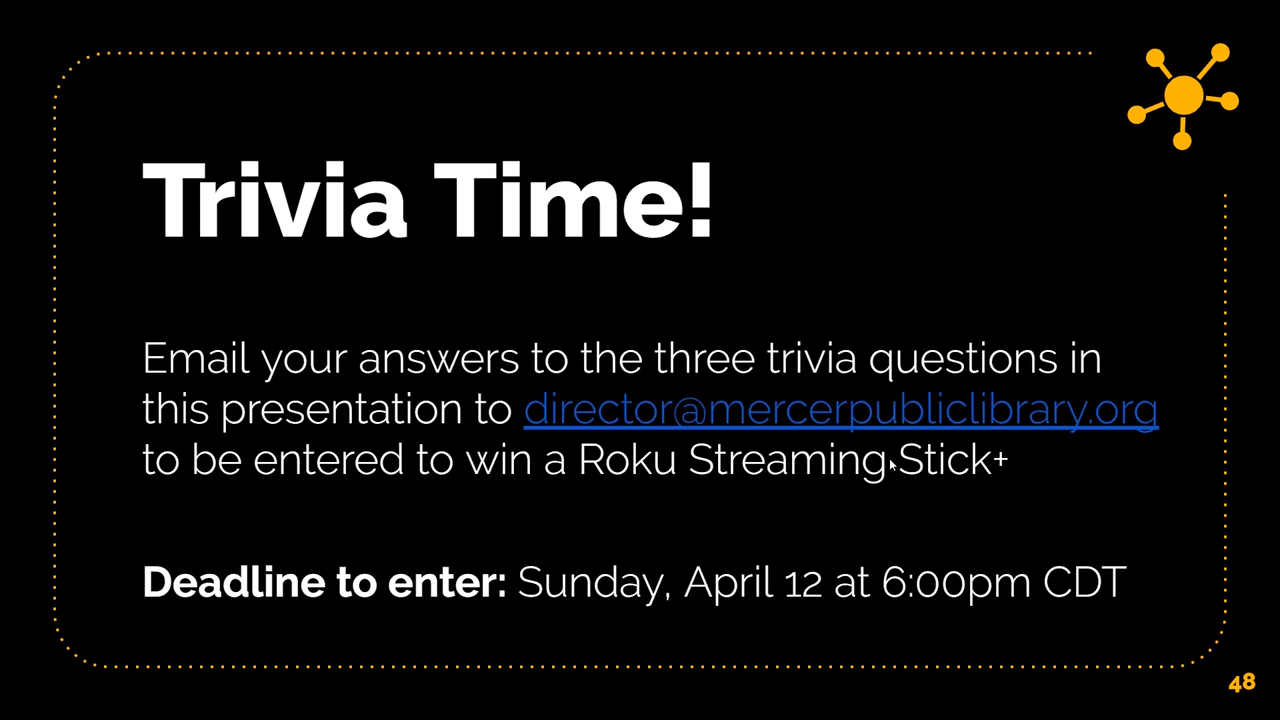 Trivia Time!
Email your answers to the three trivia questions in
this presentation to director@mercerpubliclibrary.org
to be entered to win a Roku Streaming Stick+
Deadline to enter: Sunday, April 12 at 6:00pm CDT
48